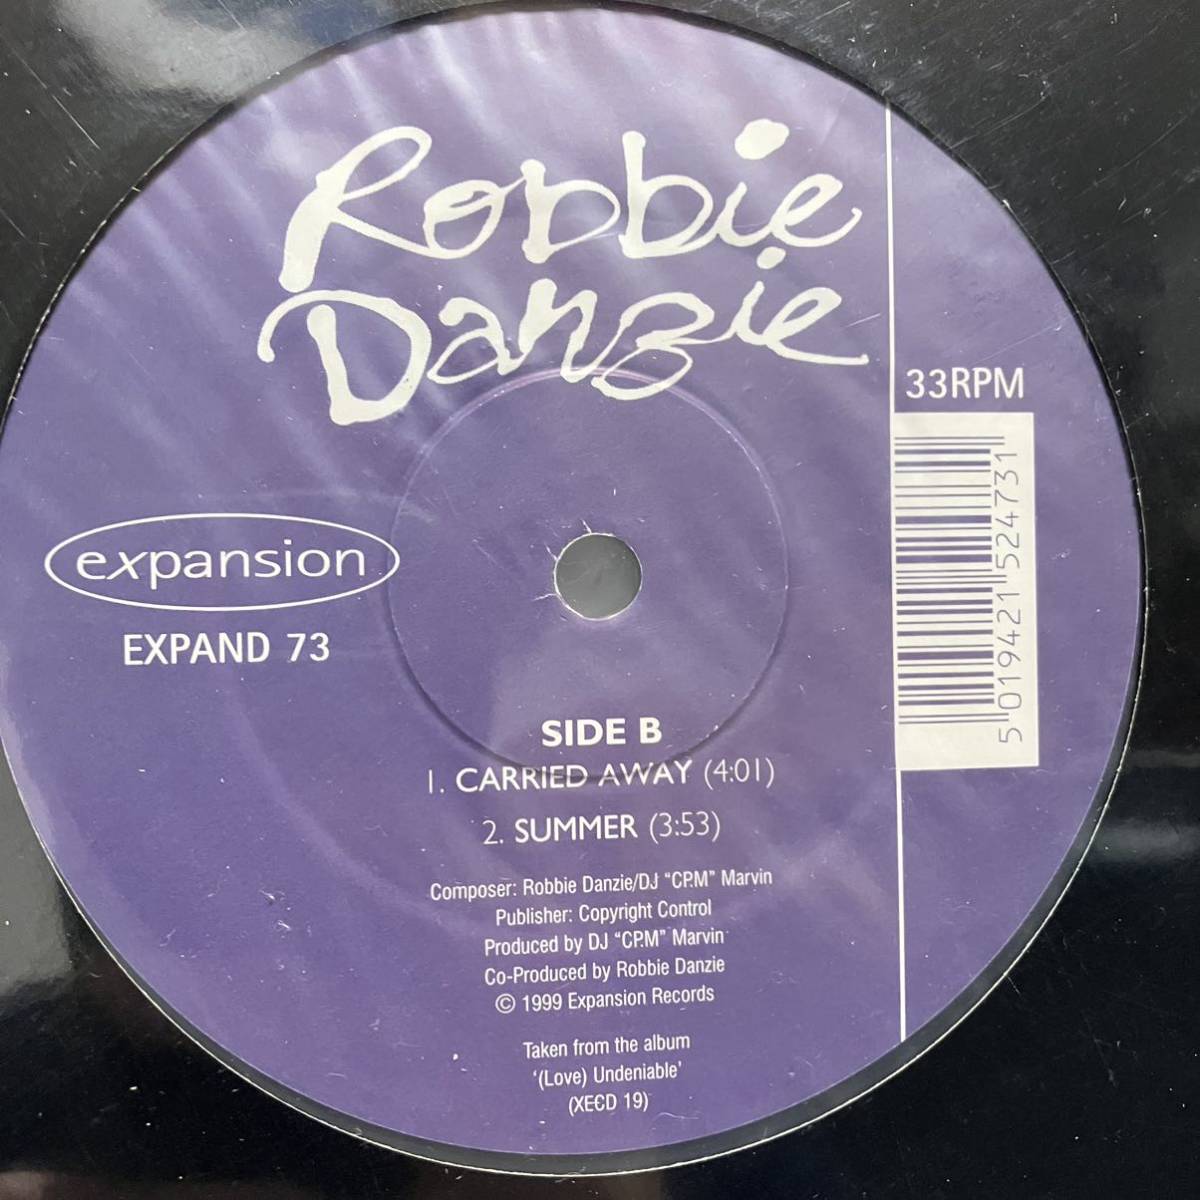 Robbie
Danzie
33RPM
5 019421 524731
expansion
EXPAND 73
SIDE B
1. CARRIED AWAY (4:01)
2. SUMMER (3:53)
Composer: Robbie Danzie/DJ “CP.M” Marvin
Publisher: Copyright Control
Produced by DJ “CP.M” Marvin
Co-Produced by Robbie Danzie
© 1999 Expansion Records
Taken from the album
‘(Love) Undeniable’
(XECD 19)